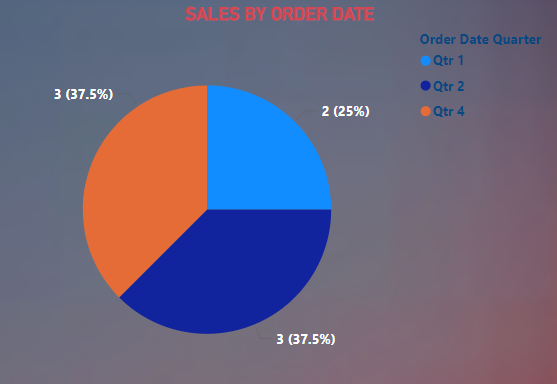 SALES BY ORDER DATE
Order Date Quarter
Qtr 1
Qtr 2
Qtr 4
3 (37.5%)
2 (25%)
3 (37.5%)